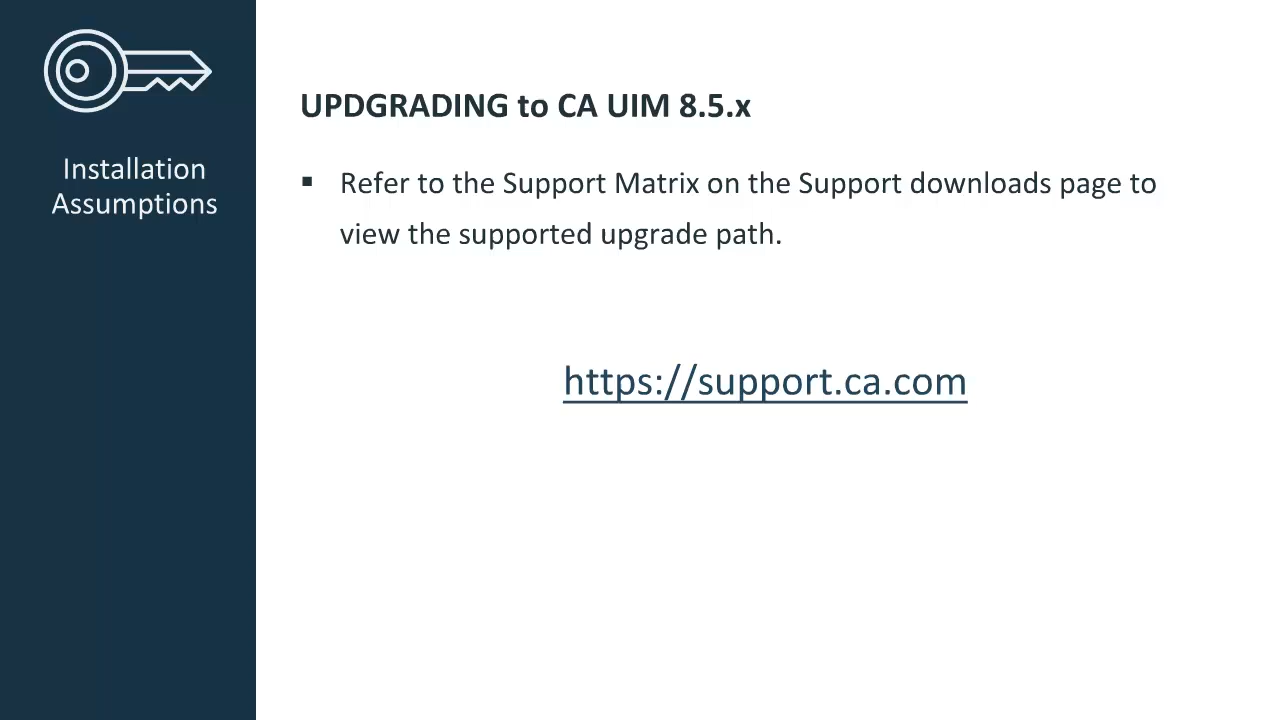 Installation
Assumptions
UPDGRADING to CA UIM 8.5.x
▪ Refer to the Support Matrix on the Support downloads page to
view the supported upgrade path.
https://support.ca.com